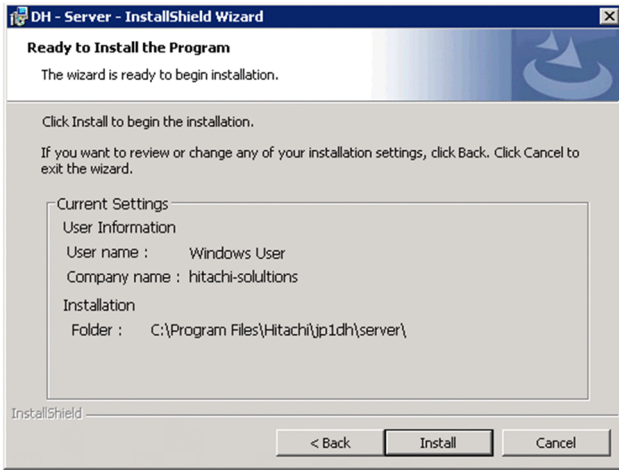 DH - Server - InstallShield Wizard
Ready to Install the Program
The wizard is ready to begin installation.
Click Install to begin the installation.
If you want to review or change any of your installation settings, click Back. Click Cancel to
exit the wizard.
Current Settings
User Information
User name : Windows User
Company name : hitachi-solultions
Installation
Folder : C:\Program Files\Hitachi\jp1dh\server\
InstallShield
< Back Install Cancel